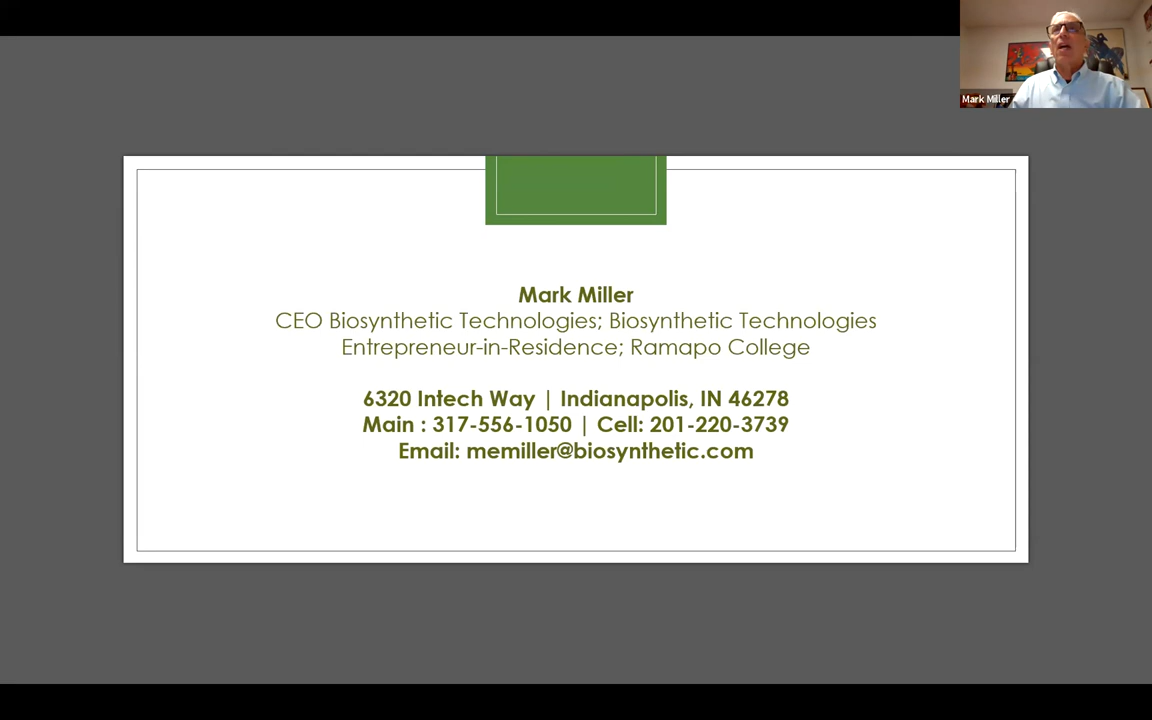 Mark Miller
Mark Miller
CEO Biosynthetic Technologies; Biosynthetic Technologies
Entrepreneur-in-Residence; Ramapo College
6320 Intech Way | Indianapolis, IN 46278
Main : 317-556-1050 | Cell: 201-220-3739
Email: memiller@biosynthetic.com